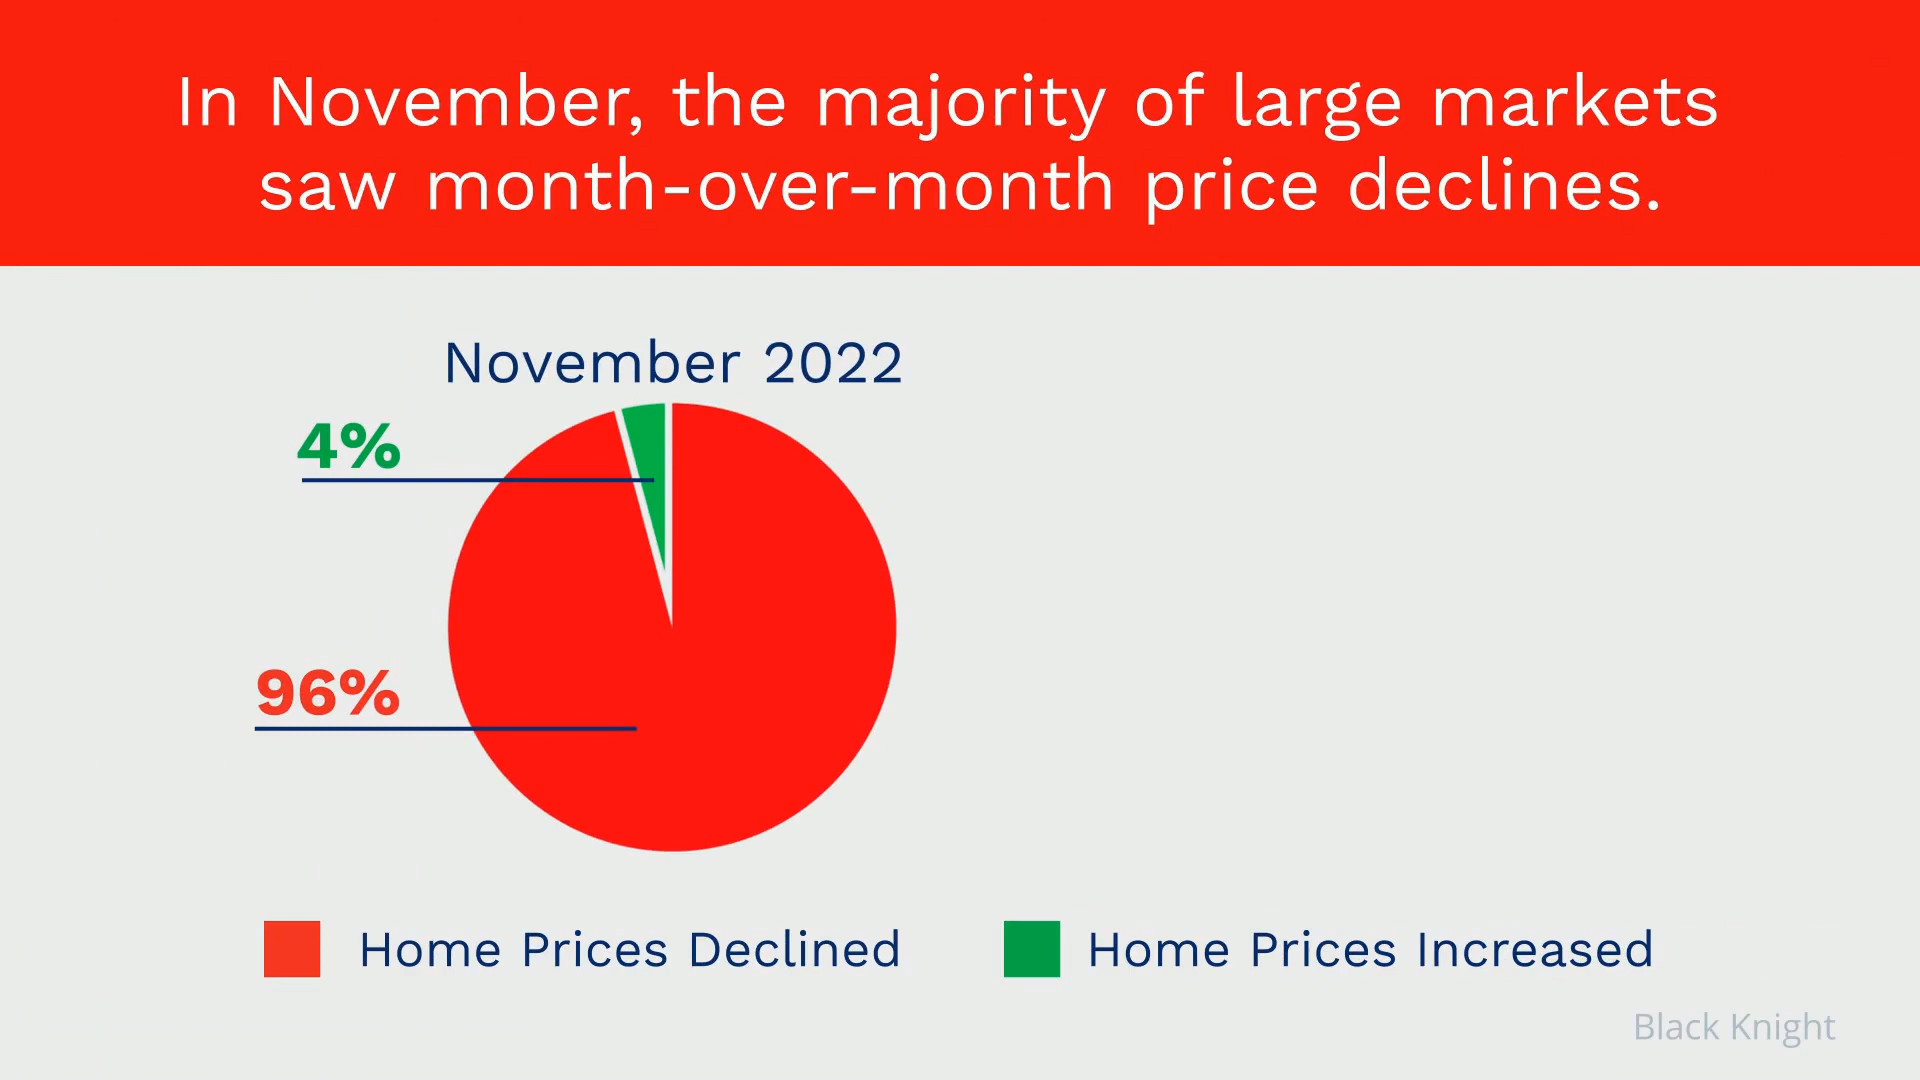 In November, the majority of large markets
saw month-over-month price declines.
November 2022
4%
96%
Home Prices Declined
Home Prices Increased
Black Knight